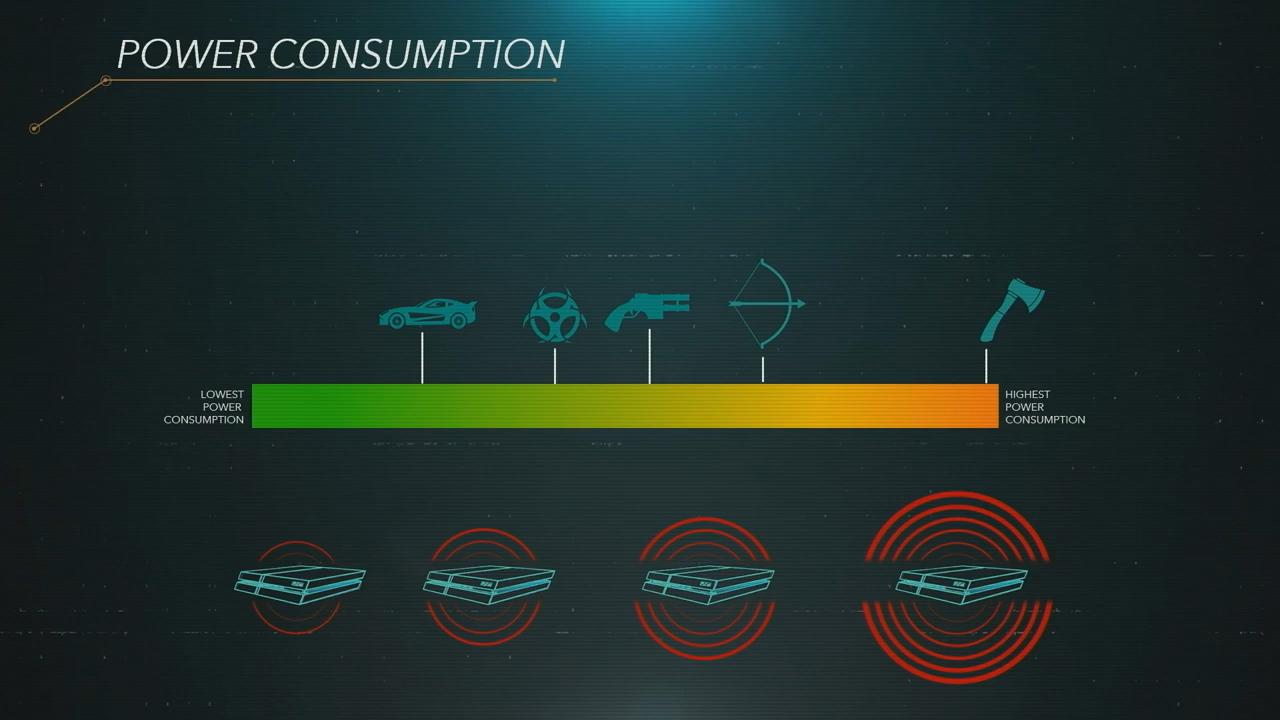 POWER CONSUMPTION
LOWEST
POWER
CONSUMPTION
HIGHEST
POWER
CONSUMPTION